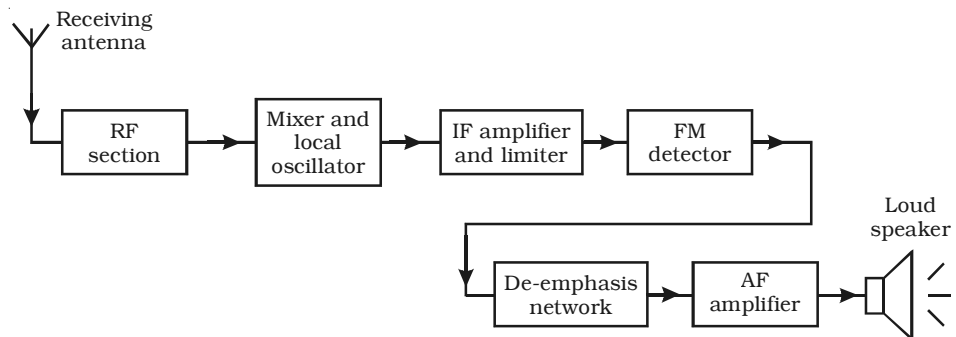 Receiving
antenna
RF
section
Mixer and
local
oscillator
IF amplifier
and limiter
FM
detector
De-emphasis
network
AF
amplifier
Loud
speaker